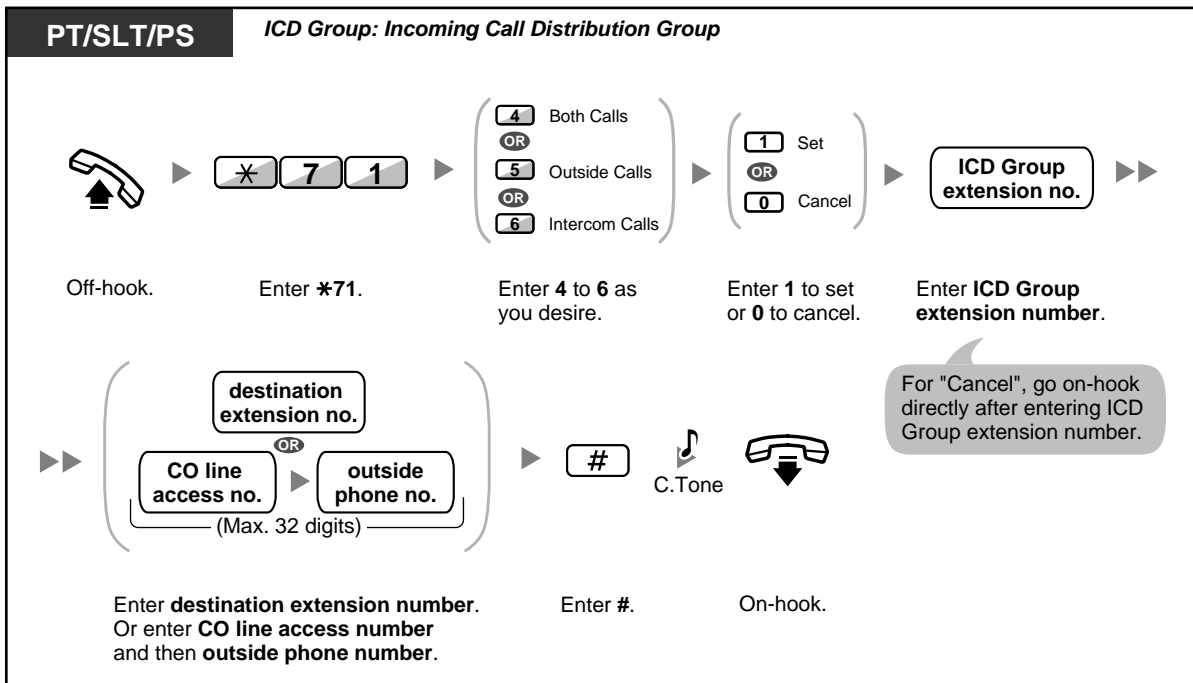 PT/SLT/PS
ICD Group: Incoming Call Distribution Group
4 Both Calls
OR
5 Outside Calls
OR
6 Intercom Calls
1 Set
OR
0 Cancel
* 7 1
ICD Group
extension no.
Off-hook.
Enter *71.
Enter 4 to 6 as
you desire.
Enter 1 to set
or 0 to cancel.
Enter ICD Group
extension number.
For "Cancel", go on-hook
directly after entering ICD
Group extension number.
destination
extension no.
OR
CO line
access no.
outside
phone no.
(Max. 32 digits)
#
C.Tone
Enter destination extension number.
Or enter CO line access number
and then outside phone number.
Enter #.
On-hook.